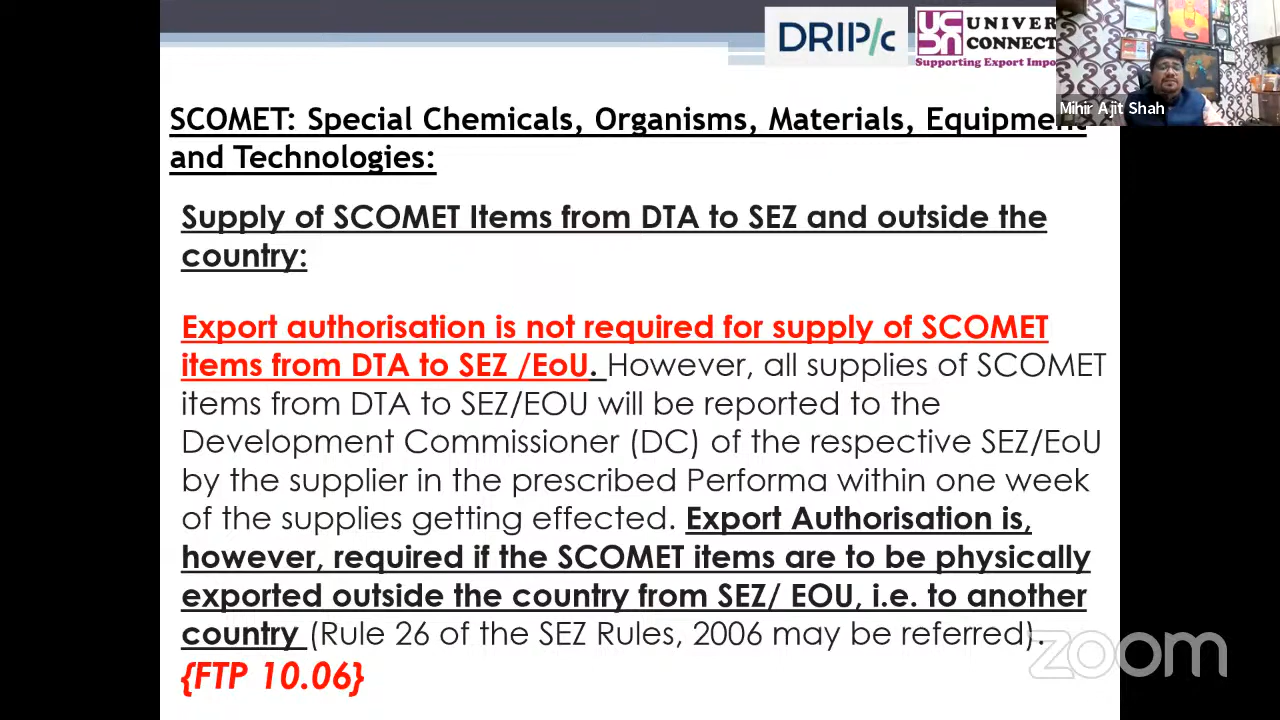 DRIP/c
UNIVER
CONNECT
Supporting Export Impo
Mihir Ajit Shah
SCOMET: Special Chemicals, Organisms, Materials, Equipment
and Technologies:
Supply of SCOMET Items from DTA to SEZ and outside the
country:
Export authorisation is not required for supply of SCOMET
items from DTA to SEZ /EoU. However, all supplies of SCOMET
items from DTA to SEZ/EOU will be reported to the
Development Commissioner (DC) of the respective SEZ/EoU
by the supplier in the prescribed Performa within one week
of the supplies getting effected. Export Authorisation is,
however, required if the SCOMET items are to be physically
exported outside the country from SEZ/ EOU, i.e. to another
country (Rule 26 of the SEZ Rules, 2006 may be referred).
{FTP 10.06}
zoom